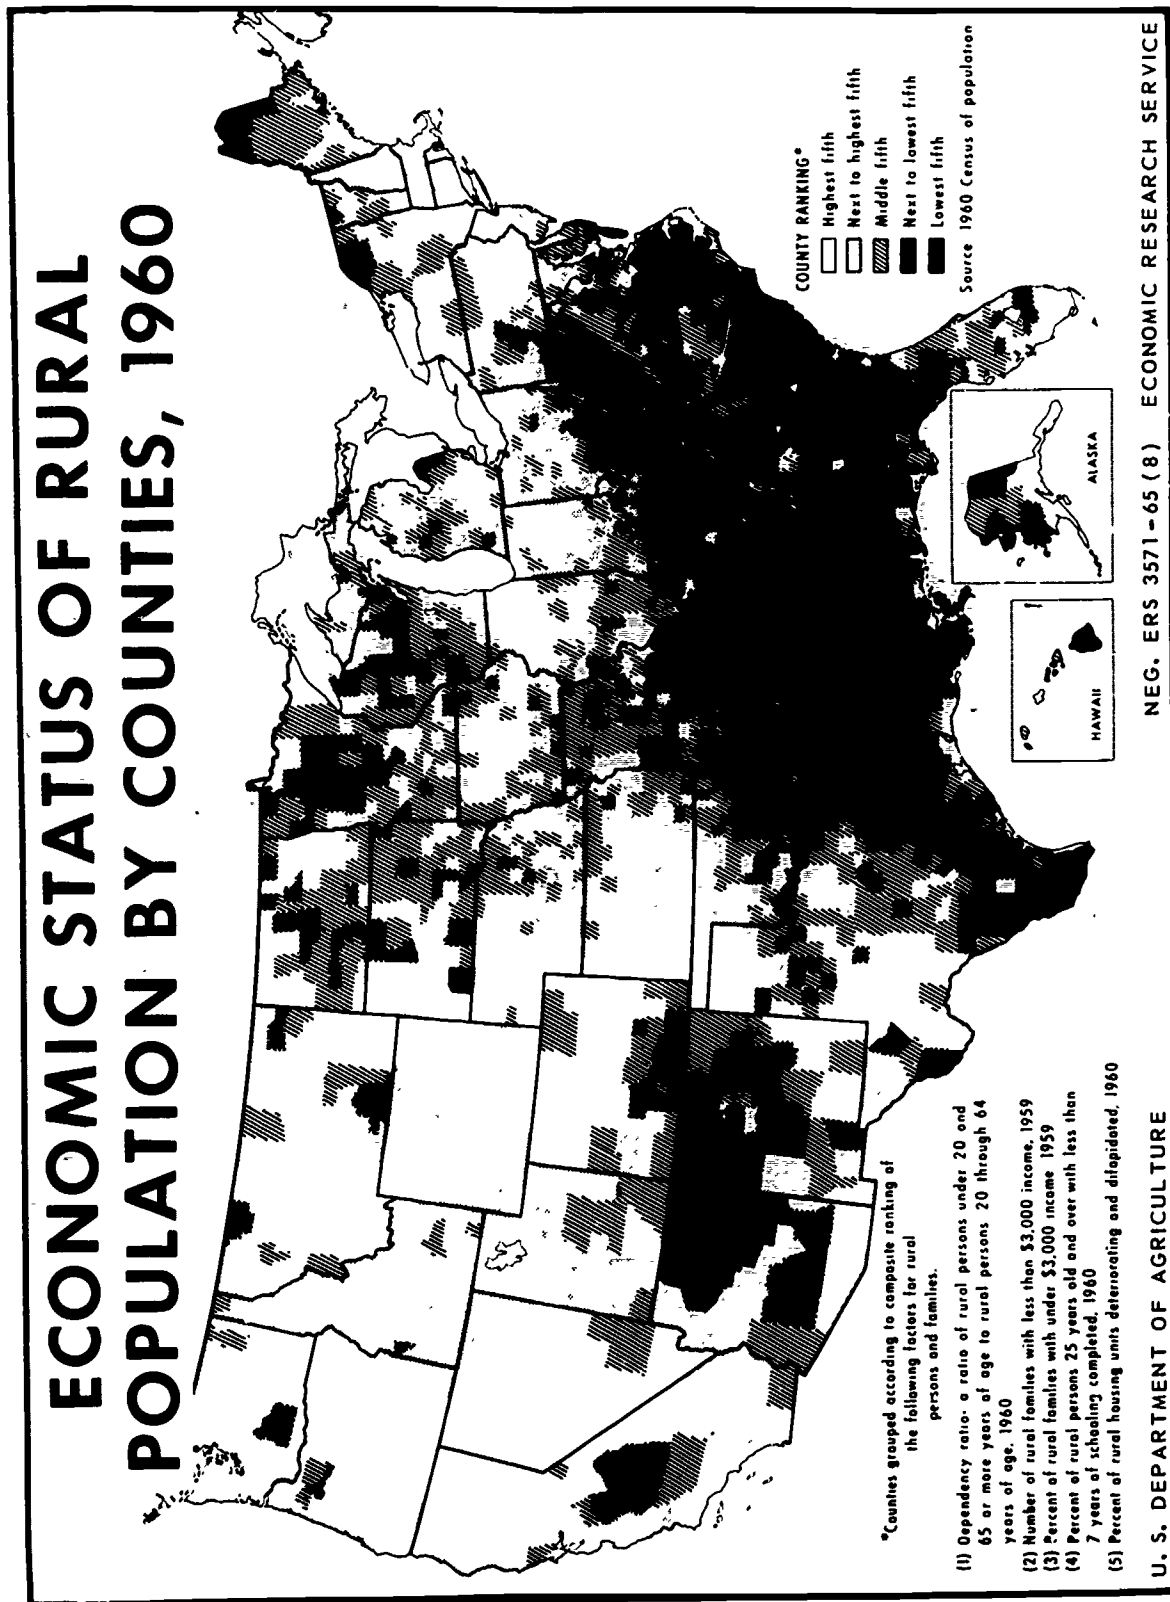 ECONOMIC STATUS OF RURAL
POPULATION BY COUNTIES, 1960
COUNTY RANKING*
Highest fifth
Next to highest fifth
Middle fifth
Next to lowest fifth
Lowest fifth
Source 1960 Census of population
ALASKA
HAWAII
*Counties grouped according to composite ranking of
the following factors for rural
persons and families.
(1) Dependency ratio- a ratio of rural persons under 20 and
65 or more years of age to rural persons 20 through 64
years of age, 1960
(2) Number of rural families with less than $3,000 income, 1959
(3) Percent of rural families with under $3,000 income 1959
(4) Percent of rural persons 25 years old and over with less than
7 years of schooling completed, 1960
(5) Percent of rural housing units deteriorating and dilapidated, 1960
U. S. DEPARTMENT OF AGRICULTURE
NEG. ERS 3571-65 (8) ECONOMIC RESEARCH SERVICE